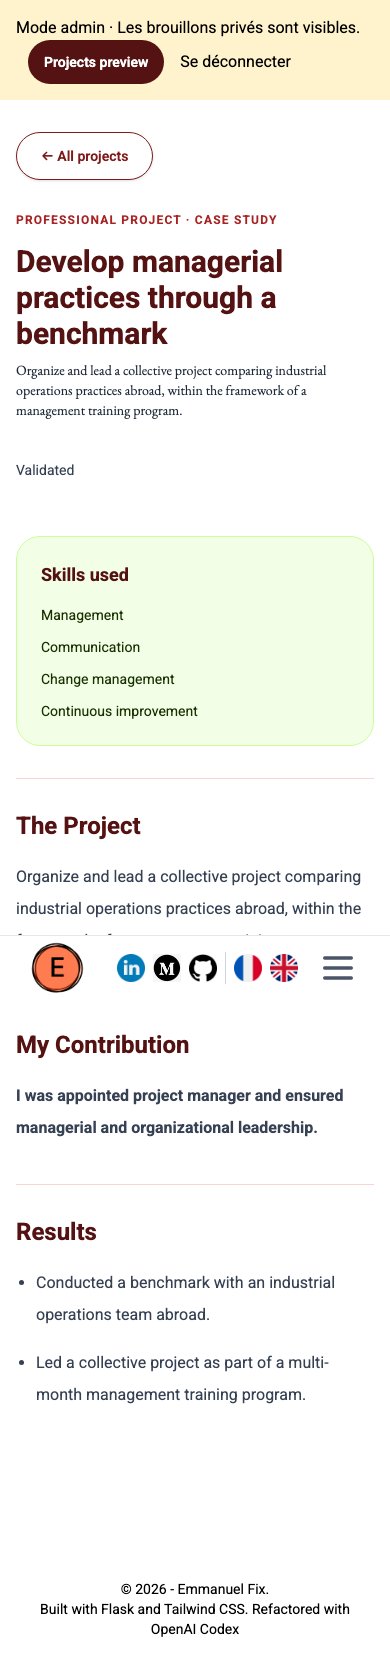 Mode admin · Les brouillons privés sont visibles.
Projects preview Se déconnecter
← All projects
PROFESSIONAL PROJECT · CASE STUDY
Develop managerial
practices through a
benchmark
Organize and lead a collective project comparing industrial
operations practices abroad, within the framework of a
management training program.
Validated
Skills used
Management
Communication
Change management
Continuous improvement
The Project
Organize and lead a collective project comparing
industrial operations practices abroad, within the
E in M
My Contribution
I was appointed project manager and ensured
managerial and organizational leadership.
Results
• Conducted a benchmark with an industrial
operations team abroad.
• Led a collective project as part of a multi-
month management training program.
© 2026 - Emmanuel Fix.
Built with Flask and Tailwind CSS. Refactored with
OpenAI Codex